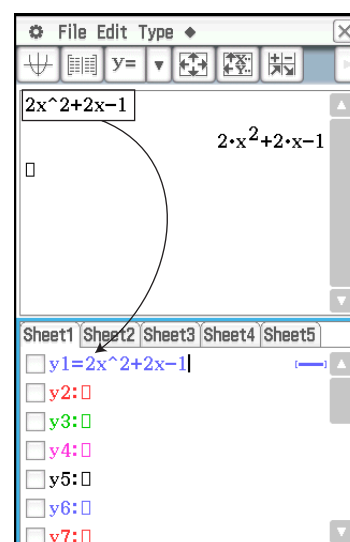 File Edit Type ◆
Y=
2x^2+2x-1
2·x²+2·x-1
Sheet1 Sheet2 Sheet3 Sheet4 Sheet5
y1=2x^2+2x-1
y2:▯
y3:▯
y4:▯
y5:▯
y6:▯
y7:▯